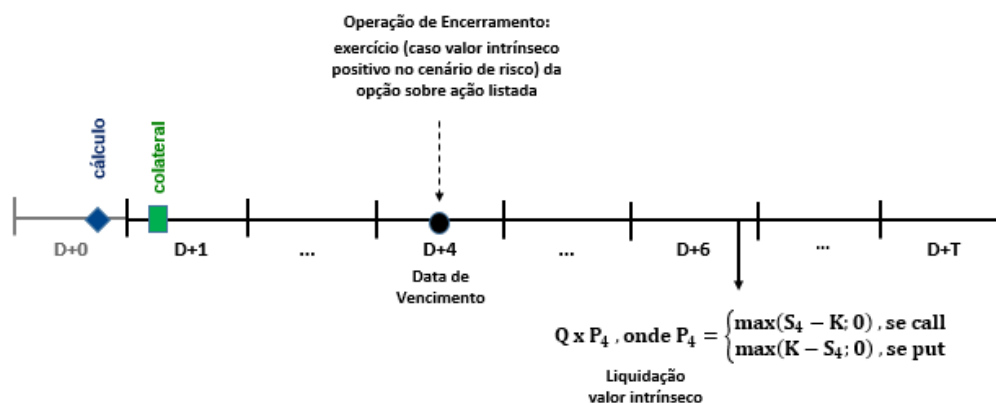 Operação de Encerramento:
exercício (caso valor intrínseco
positivo no cenário de risco) da
opção sobre ação listada
cálculo
colateral
D+0 D+1 ... D+4 ... D+6 ... D+T
Data de
Vencimento
Q x P₄ , onde P₄ = {max(S₄ − K; 0) , se call
max(K − S₄; 0) , se put
Liquidação
valor intrínseco